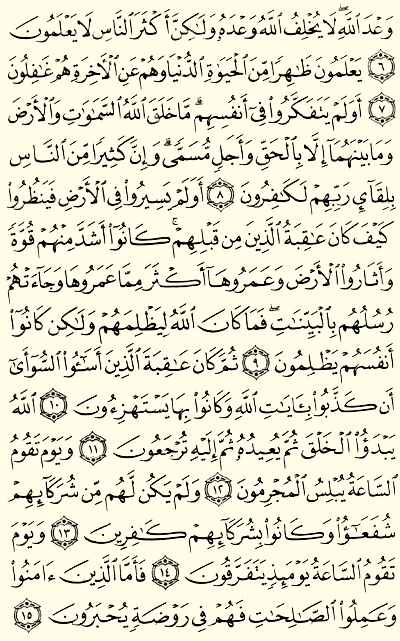 وَعْدَ ٱللَّهِ ۖ لَا يُخْلِفُ ٱللَّهُ وَعْدَهُۥ وَلَٰكِنَّ أَكْثَرَ ٱلنَّاسِ لَا يَعْلَمُونَ
٦ يَعْلَمُونَ ظَٰهِرًا مِّنَ ٱلْحَيَوٰةِ ٱلدُّنْيَا وَهُمْ عَنِ ٱلْءَاخِرَةِ هُمْ غَٰفِلُونَ
٧ أَوَلَمْ يَتَفَكَّرُوا۟ فِىٓ أَنفُسِهِم ۗ مَّا خَلَقَ ٱللَّهُ ٱلسَّمَٰوَٰتِ وَٱلْأَرْضَ
وَمَا بَيْنَهُمَآ إِلَّا بِٱلْحَقِّ وَأَجَلٍ مُّسَمًّى ۗ وَإِنَّ كَثِيرًا مِّنَ ٱلنَّاسِ
بِلِقَآئِ رَبِّهِمْ لَكَٰفِرُونَ ٨ أَوَلَمْ يَسِيرُوا۟ فِى ٱلْأَرْضِ فَيَنظُرُوا۟
كَيْفَ كَانَ عَٰقِبَةُ ٱلَّذِينَ مِن قَبْلِهِمْ ۚ كَانُوٓا۟ أَشَدَّ مِنْهُمْ قُوَّةً
وَأَثَارُوا۟ ٱلْأَرْضَ وَعَمَرُوهَآ أَكْثَرَ مِمَّا عَمَرُوهَا وَجَآءَتْهُمْ
رُسُلُهُم بِٱلْبَيِّنَٰتِ ۖ فَمَا كَانَ ٱللَّهُ لِيَظْلِمَهُمْ وَلَٰكِن كَانُوٓا۟
أَنفُسَهُمْ يَظْلِمُونَ ٩ ثُمَّ كَانَ عَٰقِبَةَ ٱلَّذِينَ أَسَٰٓـُٔوا۟ ٱلسُّوٓأَىٰٓ
أَن كَذَّبُوا۟ بِـَٔايَٰتِ ٱللَّهِ وَكَانُوا۟ بِهَا يَسْتَهْزِءُونَ ١٠ ٱللَّهُ
يَبْدَؤُا۟ ٱلْخَلْقَ ثُمَّ يُعِيدُهُۥ ثُمَّ إِلَيْهِ تُرْجَعُونَ ١١ وَيَوْمَ تَقُومُ
ٱلسَّاعَةُ يُبْلِسُ ٱلْمُجْرِمُونَ ١٢ وَلَمْ يَكُن لَّهُم مِّن شُرَكَآئِهِمْ
شُفَعَٰٓؤُا۟ وَكَانُوا۟ بِشُرَكَآئِهِمْ كَٰفِرِينَ ١٣ وَيَوْمَ
تَقُومُ ٱلسَّاعَةُ يَوْمَئِذٍ يَتَفَرَّقُونَ ١٤ فَأَمَّا ٱلَّذِينَ ءَامَنُوا۟
وَعَمِلُوا۟ ٱلصَّٰلِحَٰتِ فَهُمْ فِى رَوْضَةٍ يُحْبَرُونَ ١٥